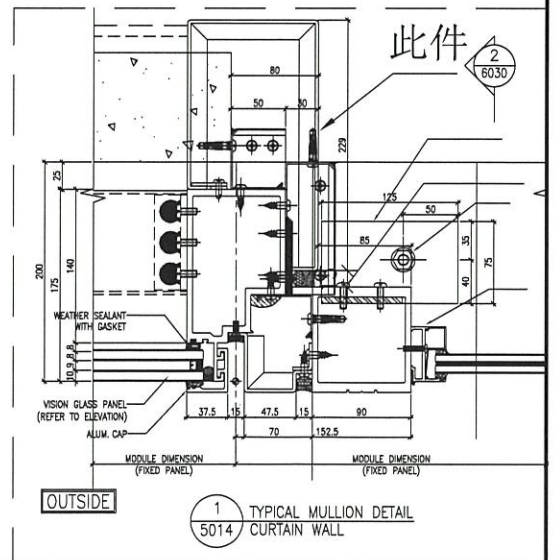 此件
2
6030
80
50
30
229
25
125
50
200
175
140
85
35
40
75
WEATHER SEALANT
WITH GASKET
10,9,8,8
VISION GLASS PANEL
(REFER TO ELEVATION)
ALUM. CAP
37.5
15
47.5
15
90
70
152.5
MODULE DIMENSION
(FIXED PANEL)
MODULE DIMENSION
(FIXED PANEL)
OUTSIDE
1
5014
TYPICAL MULLION DETAIL
CURTAIN WALL